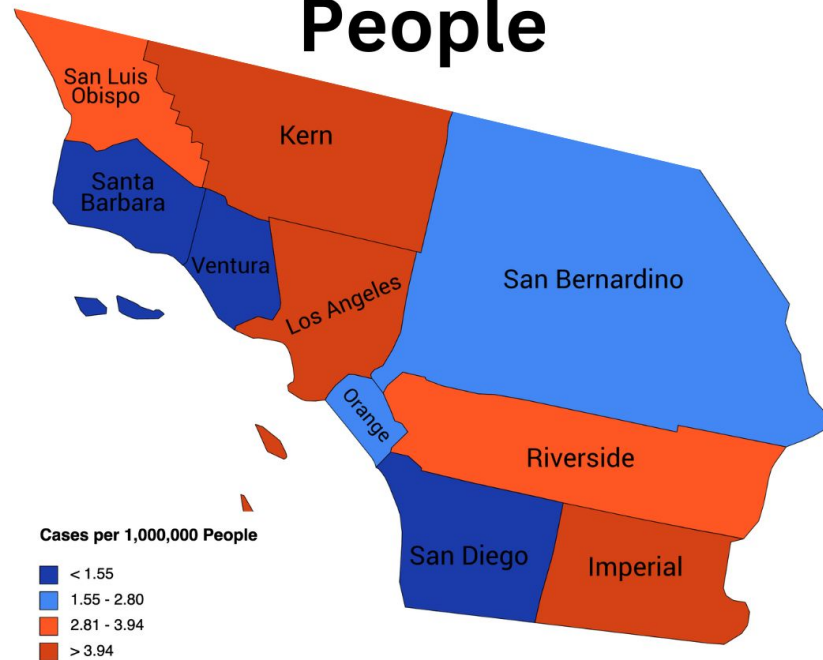 People
San Luis
Obispo
Kern
Santa
Barbara
Ventura
Los Angeles
San Bernardino
Orange
Riverside
San Diego
Imperial
Cases per 1,000,000 People
< 1.55
1.55 - 2.80
2.81 - 3.94
> 3.94